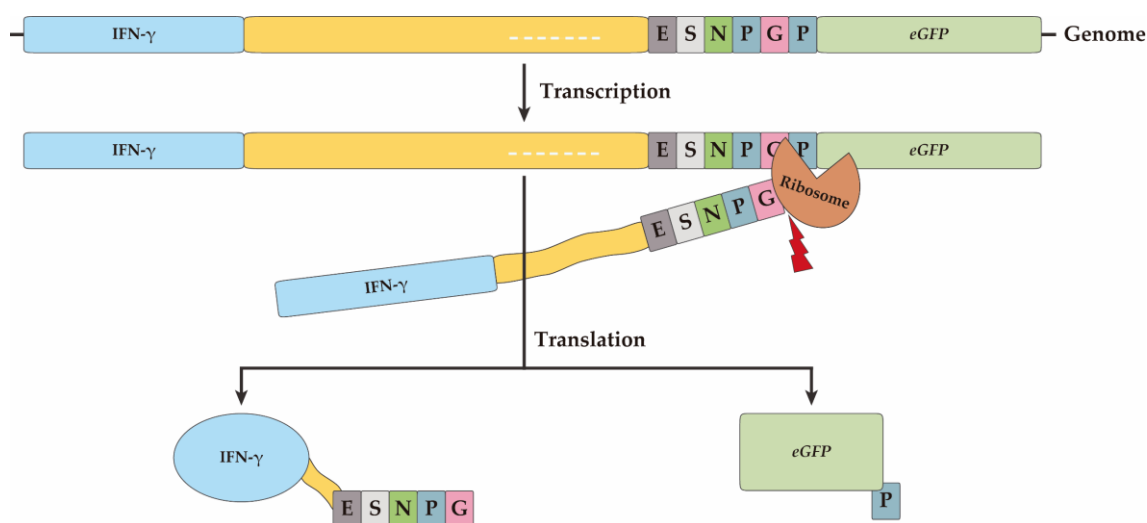 IFN-γ E S N P G P eGFP Genome
Transcription
IFN-γ E S N P G P eGFP
Ribosome
E S N P G
IFN-γ
Translation
IFN-γ eGFP
E S N P G P